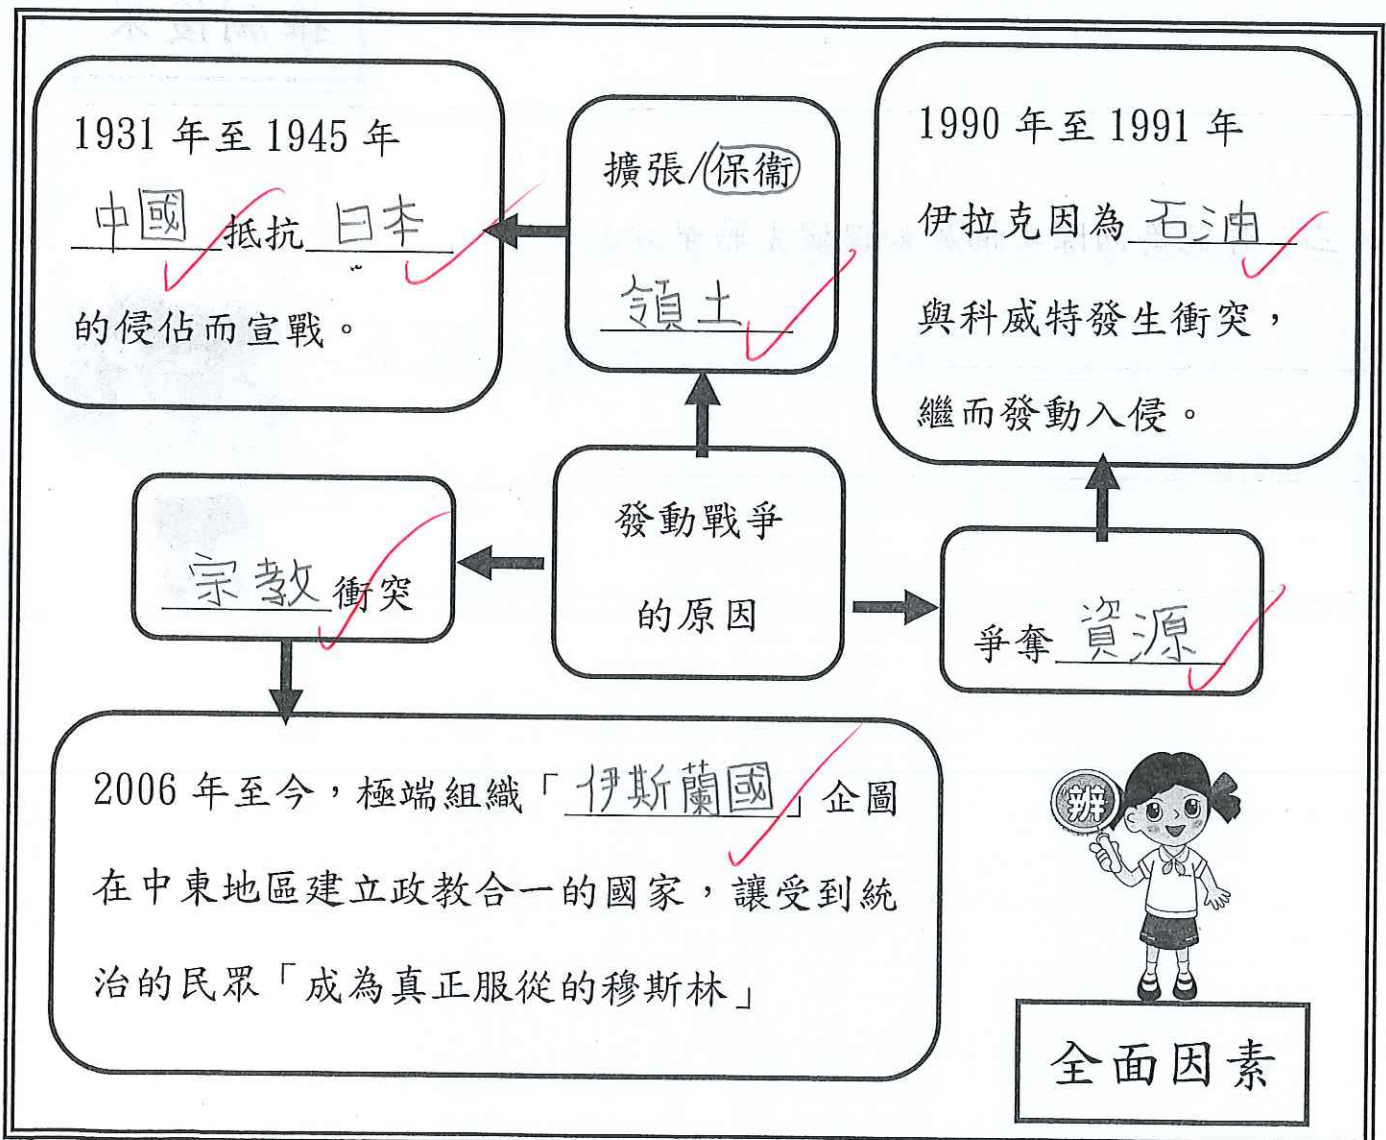 1931 年至 1945 年
中國抵抗日本
的侵佔而宣戰。
擴張/保衞
領土
1990 年至 1991 年
伊拉克因為石油
與科威特發生衝突，
繼而發動入侵。
宗教衝突
發動戰爭
的原因
爭奪資源
2006 年至今，極端組織「伊斯蘭國」企圖
在中東地區建立政教合一的國家，讓受到統
治的民眾「成為真正服從的穆斯林」
辨
全面因素